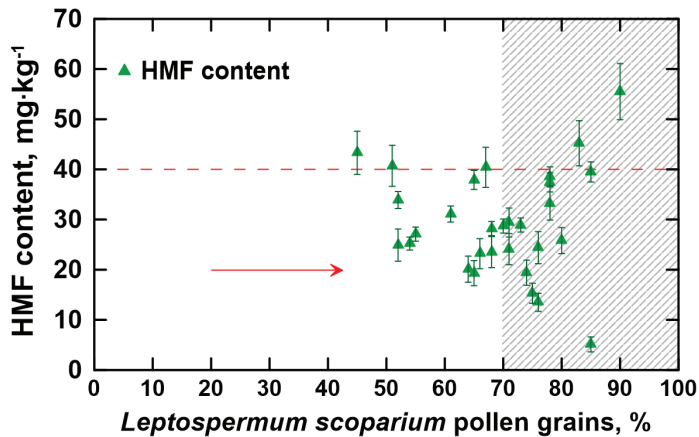 HMF content, mg·kg-1
70
60
50
40
30
20
10
0
HMF content
0 10 20 30 40 50 60 70 80 90 100
Leptospermum scoparium pollen grains, %